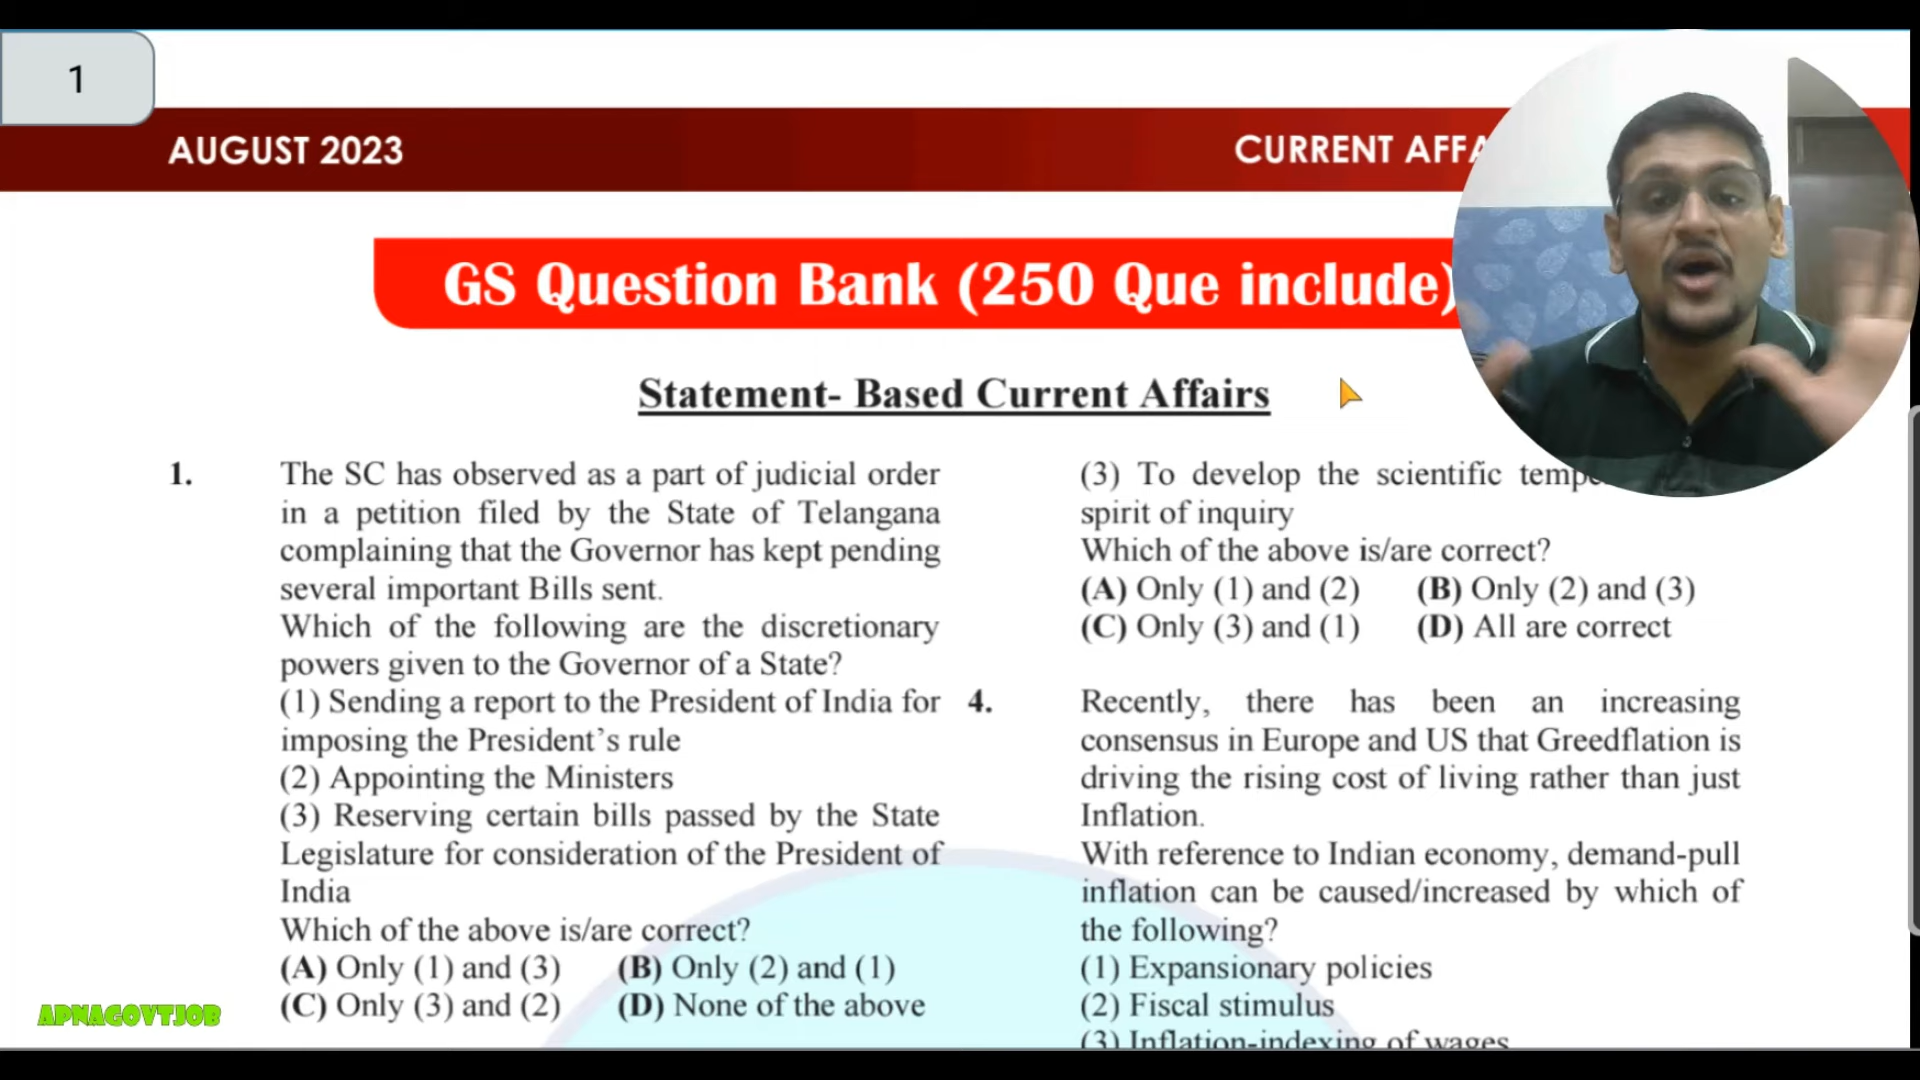 1
AUGUST 2023
CURRENT
GS Question Bank (250 Que include)
Statement- Based Current Affairs
1.
The SC has observed as a part of judicial order
in a petition filed by the State of Telangana
complaining that the Governor has kept pending
several important Bills sent.
Which of the following are the discretionary
powers given to the Governor of a State?
(1) Sending a report to the President of India for
imposing the President’s rule
(2) Appointing the Ministers
(3) Reserving certain bills passed by the State
Legislature for consideration of the President of
India
Which of the above is/are correct?
(A) Only (1) and (3) (B) Only (2) and (1)
(C) Only (3) and (2) (D) None of the above
(3) To develop the scientific
spirit of inquiry
Which of the above is/are correct?
(A) Only (1) and (2) (B) Only (2) and (3)
(C) Only (3) and (1) (D) All are correct
4.
Recently, there has been an increasing
consensus in Europe and US that Greedflation is
driving the rising cost of living rather than just
Inflation.
With reference to Indian economy, demand-pull
inflation can be caused/increased by which of
the following?
(1) Expansionary policies
(2) Fiscal stimulus
(3) Inflation-indexing of wages
APNAGOVTJOB